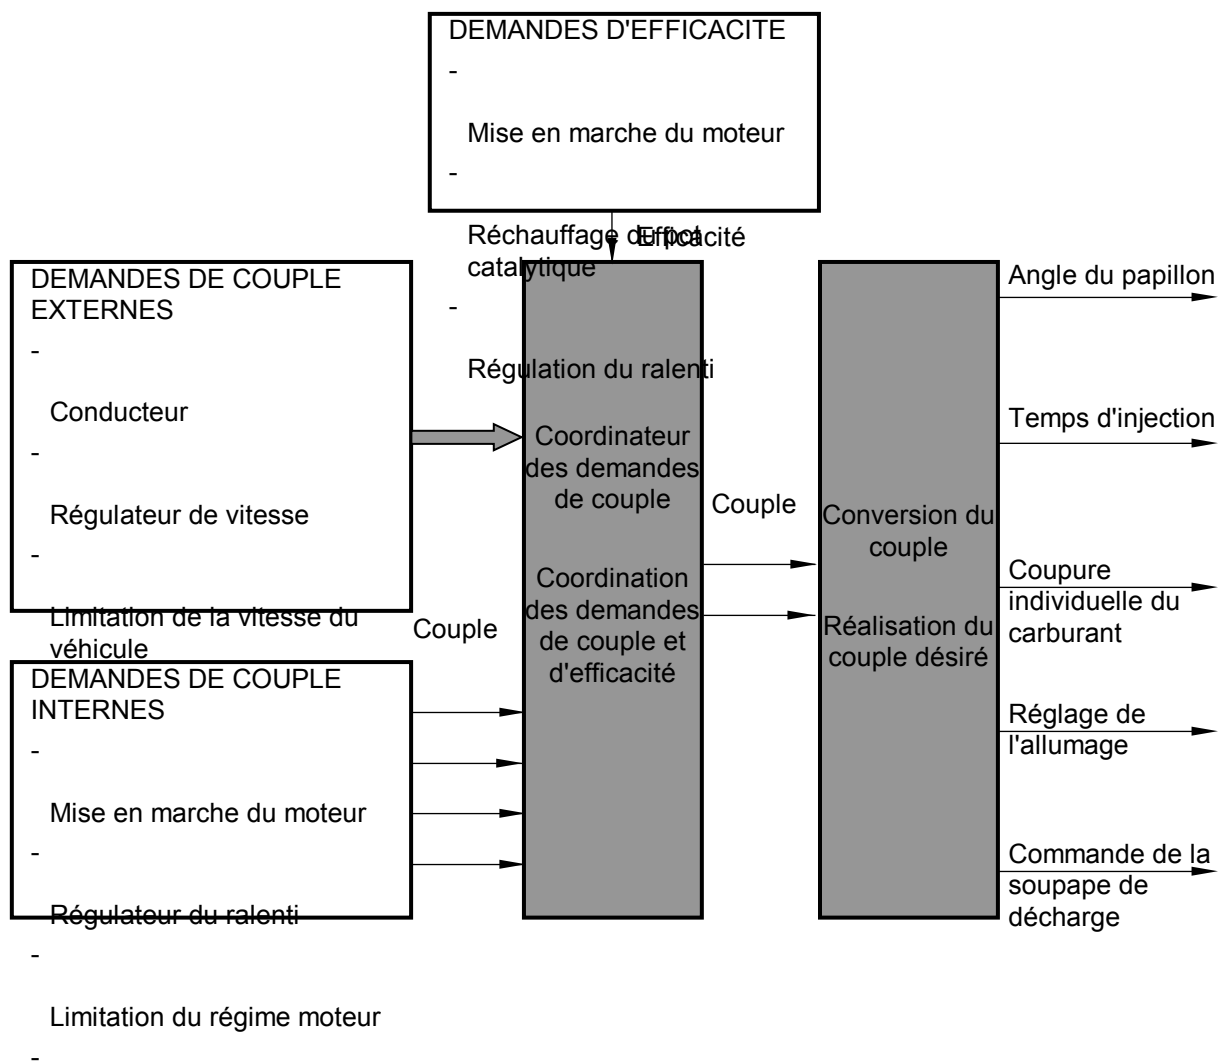 DEMANDES D'EFFICACITE
-
Mise en marche du moteur
-
Réchauffage du pot
catalytique
-
Régulation du ralenti
Efficacité
DEMANDES DE COUPLE
EXTERNES
-
Conducteur
-
Régulateur de vitesse
-
Limitation de la vitesse du
véhicule
DEMANDES DE COUPLE
INTERNES
-
Mise en marche du moteur
-
Régulateur du ralenti
-
Limitation du régime moteur
-
Couple
Coordinateur
des demandes
de couple
Coordination
des demandes
de couple et
d'efficacité
Couple
Conversion du
couple
Réalisation du
couple désiré
Angle du papillon
Temps d'injection
Coupure
individuelle du
carburant
Réglage de
l'allumage
Commande de la
soupape de
décharge